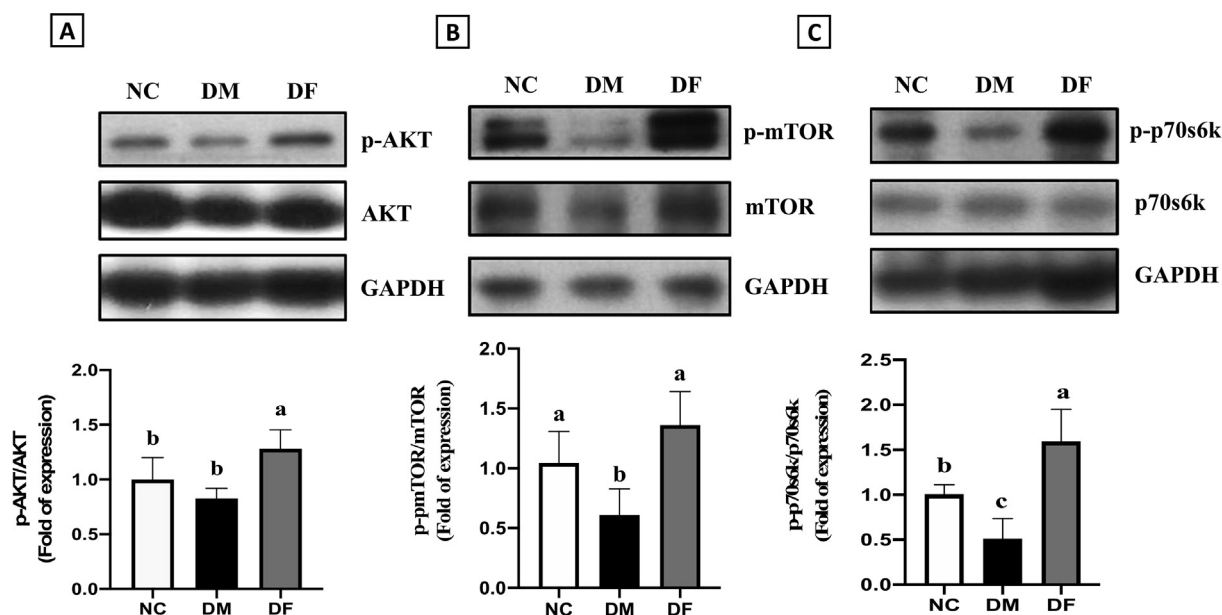 A
NC DM DF
p-AKT
AKT
GAPDH
2.0
1.5
1.0
0.5
0.0
p-AKT/AKT
(Fold of expression)
b
b
a
NC DM DF
B
NC DM DF
p-mTOR
mTOR
GAPDH
2.0
1.5
1.0
0.5
0.0
p-pmTOR/mTOR
(Fold of expression)
a
b
a
NC DM DF
C
NC DM DF
p-p70s6k
p70s6k
GAPDH
2.5
2.0
1.5
1.0
0.5
0.0
p-p70s6k/p70s6k
(Fold of expression)
b
c
a
NC DM DF